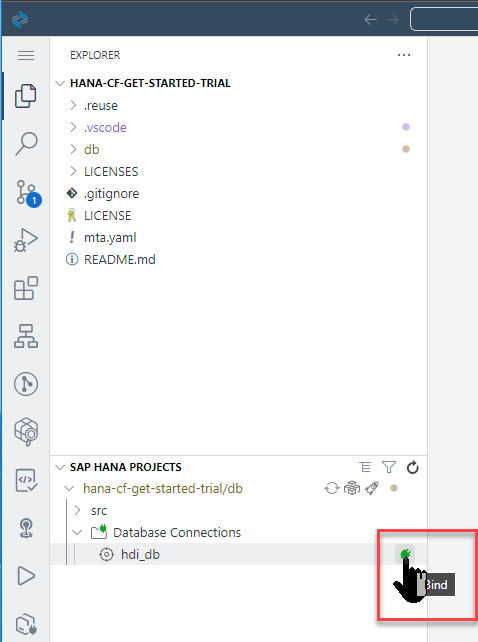 EXPLORER
HANA-CF-GET-STARTED-TRIAL
.reuse
.vscode
db
LICENSES
.gitignore
LICENSE
mta.yaml
README.md
1
SAP HANA PROJECTS
hana-cf-get-started-trial/db
src
Database Connections
hdi_db
Bind